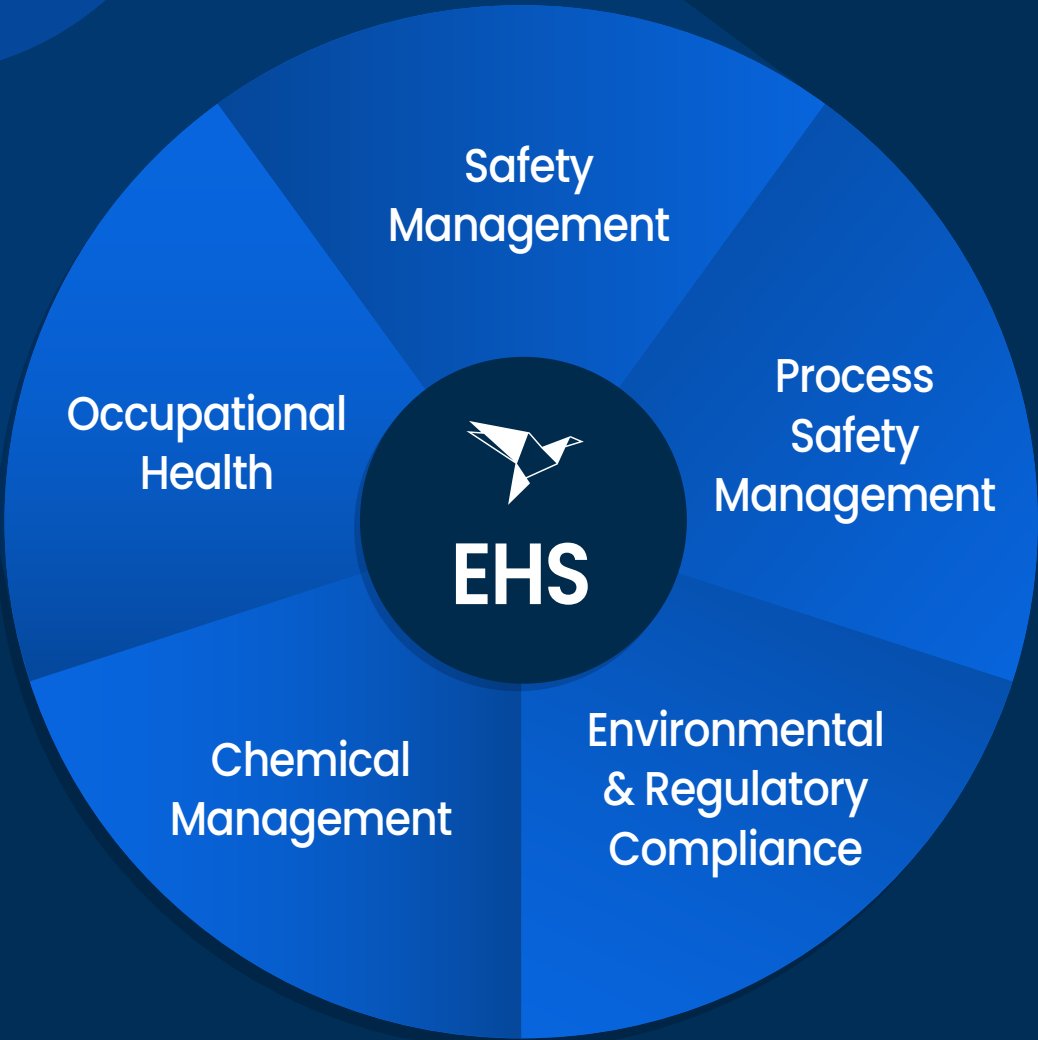 Safety
Management
Process
Safety
Management
Environmental
& Regulatory
Compliance
Chemical
Management
Occupational
Health
EHS